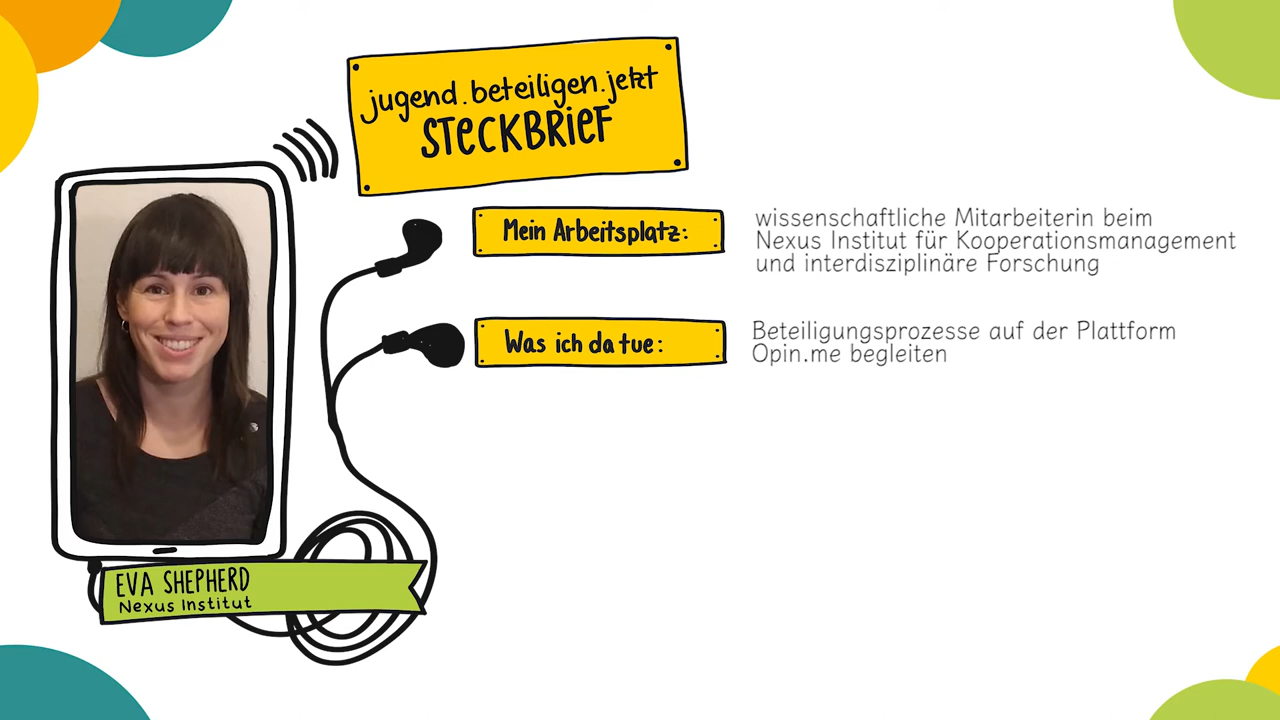 jugend.beteiligen.jetzt
STECKBRIEF
Mein Arbeitsplatz:
wissenschaftliche Mitarbeiterin beim
Nexus Institut für Kooperationsmanagement
und interdisziplinäre Forschung
Was ich da tue:
Beteiligungsprozesse auf der Plattform
Opin.me begleiten
EVA SHEPHERD
Nexus Institut